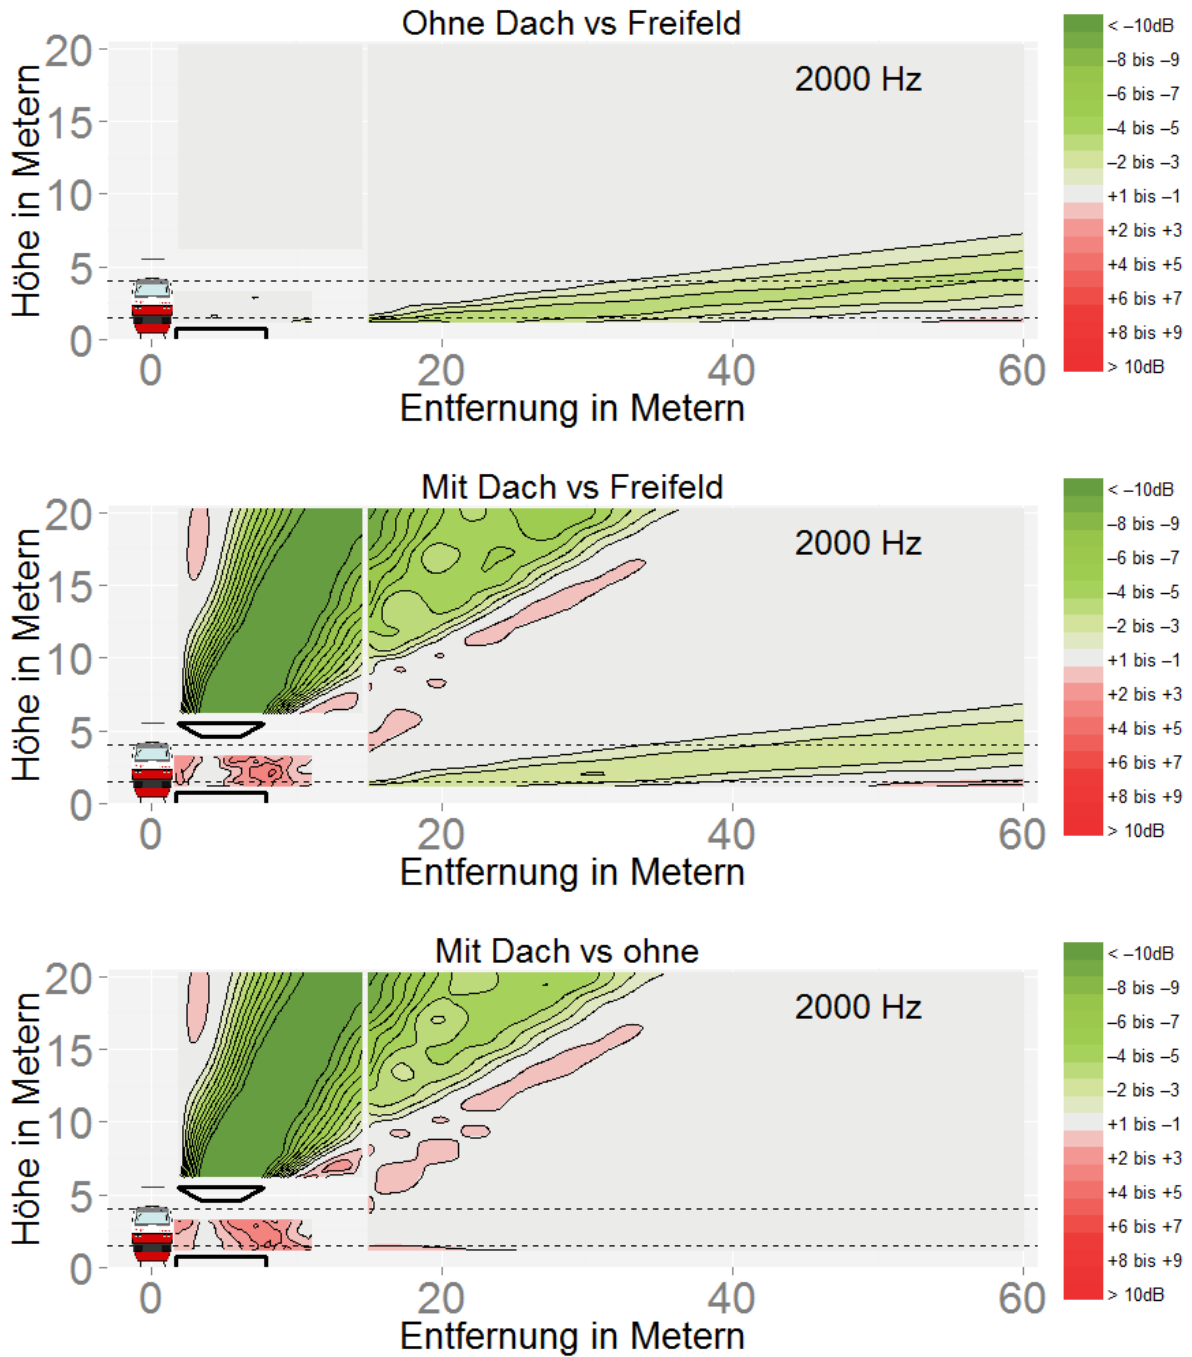 Ohne Dach vs Freifeld
2000 Hz
Höhe in Metern
20
15
10
5
0
0 20 40 60
Entfernung in Metern
< –10dB
–8 bis –9
–6 bis –7
–4 bis –5
–2 bis –3
+1 bis –1
+2 bis +3
+4 bis +5
+6 bis +7
+8 bis +9
> 10dB
Mit Dach vs Freifeld
2000 Hz
Höhe in Metern
20
15
10
5
0
0 20 40 60
Entfernung in Metern
< –10dB
–8 bis –9
–6 bis –7
–4 bis –5
–2 bis –3
+1 bis –1
+2 bis +3
+4 bis +5
+6 bis +7
+8 bis +9
> 10dB
Mit Dach vs ohne
2000 Hz
Höhe in Metern
20
15
10
5
0
0 20 40 60
Entfernung in Metern
< –10dB
–8 bis –9
–6 bis –7
–4 bis –5
–2 bis –3
+1 bis –1
+2 bis +3
+4 bis +5
+6 bis +7
+8 bis +9
> 10dB